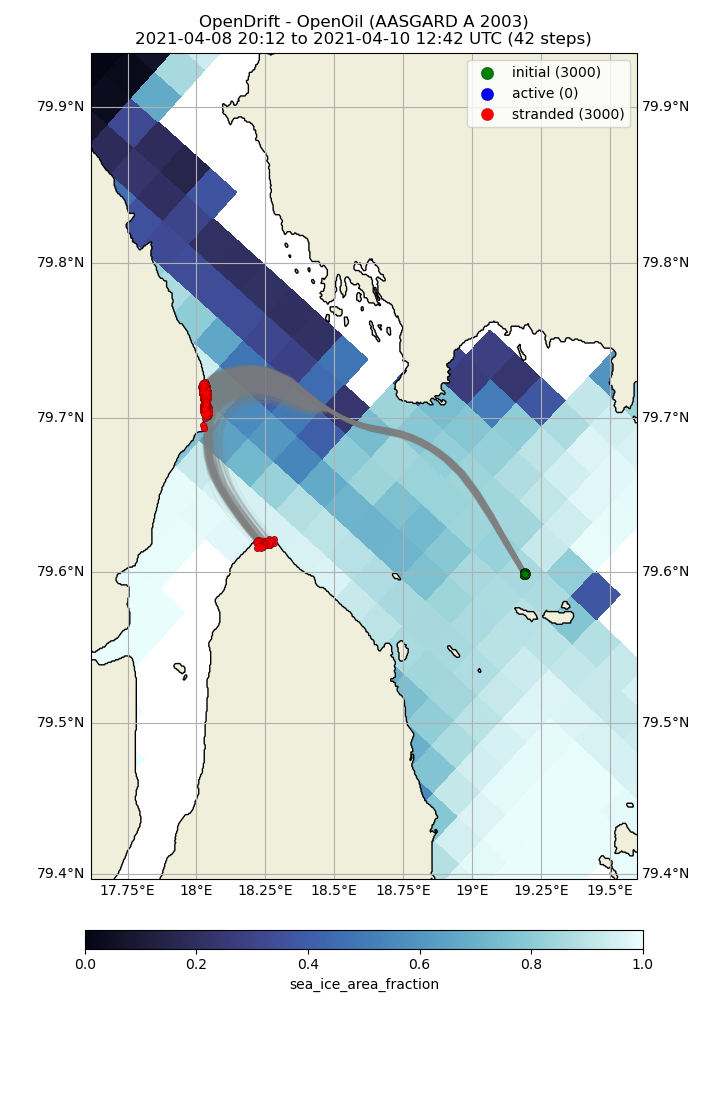 OpenDrift - OpenOil (AASGARD A 2003)
2021-04-08 20:12 to 2021-04-10 12:42 UTC (42 steps)
initial (3000)
active (0)
stranded (3000)
79.9°N 79.9°N
79.8°N 79.8°N
79.7°N 79.7°N
79.6°N 79.6°N
79.5°N 79.5°N
79.4°N 79.4°N
17.75°E 18°E 18.25°E 18.5°E 18.75°E 19°E 19.25°E 19.5°E
0.0 0.2 0.4 0.6 0.8 1.0
sea_ice_area_fraction